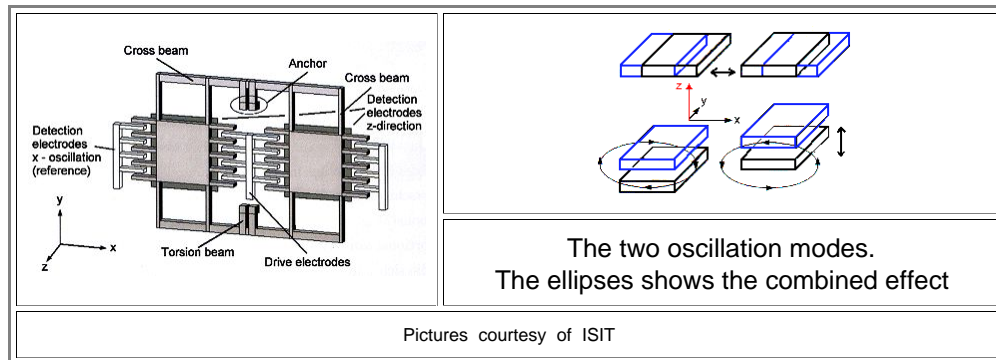 Cross beam
Anchor
Cross beam
Detection
electrodes
z-direction
Detection
electrodes
x - oscillation
(reference)
y
x
z
Torsion beam
Drive electrodes
z
y
x
The two oscillation modes.
The ellipses shows the combined effect
Pictures courtesy of ISIT